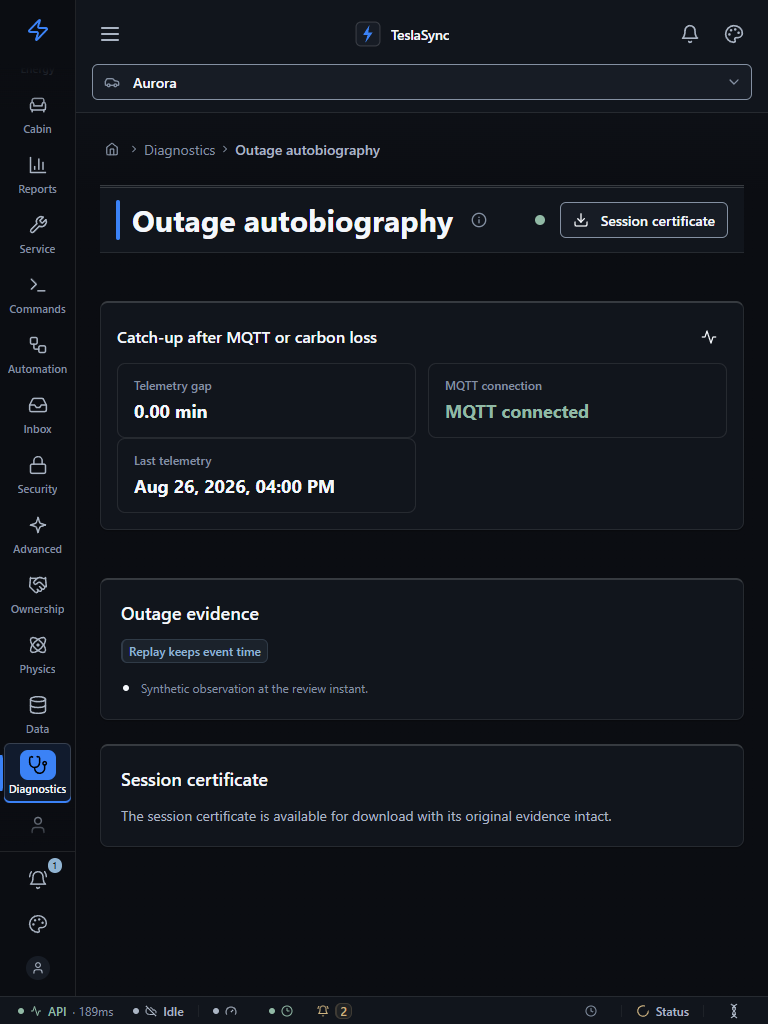 TeslaSync
Aurora
Energy
Cabin
Reports
Service
Commands
Automation
Inbox
Security
Advanced
Ownership
Physics
Data
Diagnostics
1
Diagnostics
Outage autobiography
Outage autobiography
Session certificate
Catch-up after MQTT or carbon loss
Telemetry gap
0.00 min
MQTT connection
MQTT connected
Last telemetry
Aug 26, 2026, 04:00 PM
Outage evidence
Replay keeps event time
Synthetic observation at the review instant.
Session certificate
The session certificate is available for download with its original evidence intact.
API · 189ms
Idle
2
Status